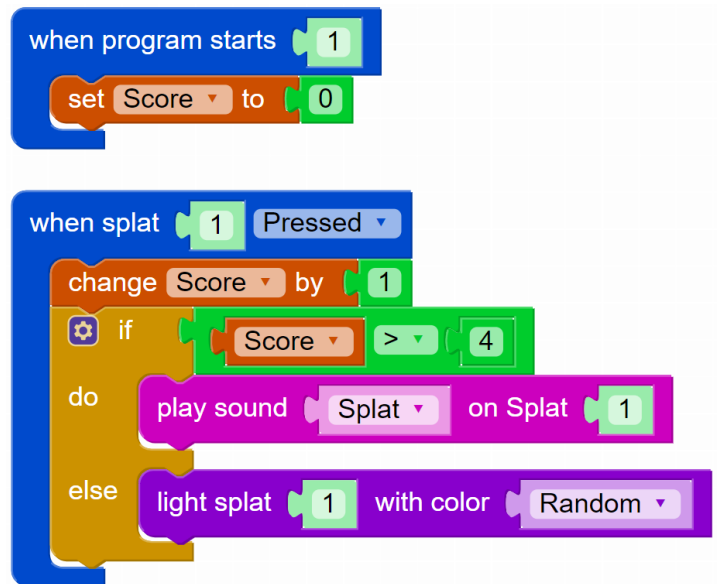 when program starts 1
set Score to 0
when splat 1 Pressed
change Score by 1
if Score > 4
do play sound Splat on Splat 1
else light splat 1 with color Random